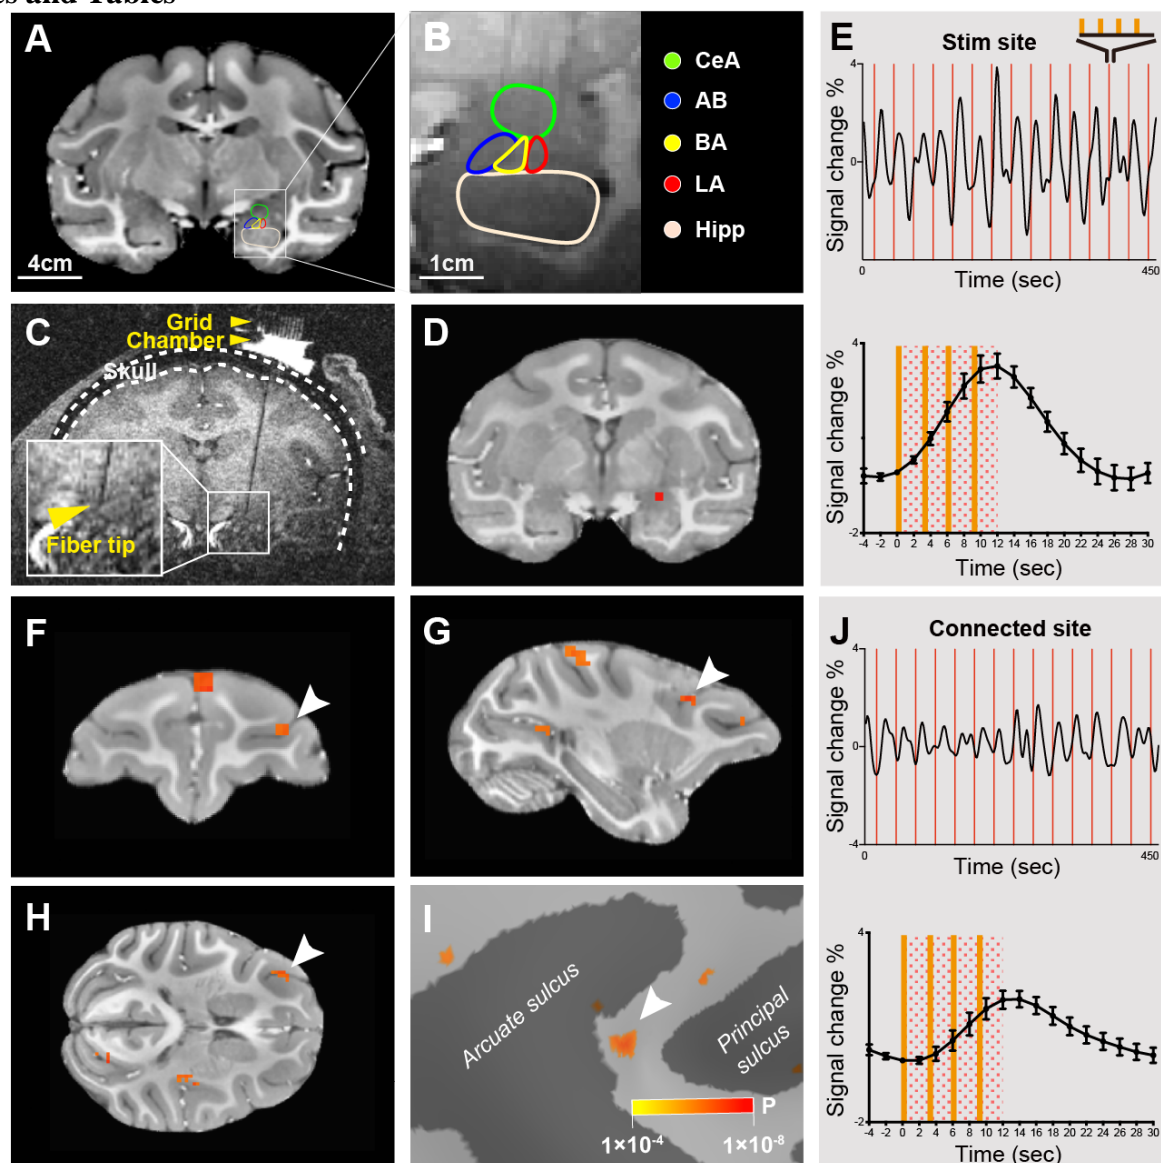 A
4cm
B
1cm
CeA
AB
BA
LA
Hipp
E
Stim site
Signal change %
4
0
0
450
Time (sec)
Signal change %
4
-2
-4 -2 0 2 4 6 8 10 12 14 16 18 20 22 24 26 28 30
Time (sec)
C
Grid
Chamber
Skull
Fiber tip
D
F
G
J
Connected site
Signal change %
4
0
-4
0
450
Time (sec)
H
I
Arcuate sulcus
Principal
sulcus
P
1×10-4
1×10-8
Signal change %
4
-2
-4 -2 0 2 4 6 8 10 12 14 16 18 20 22 24 26 28 30
Time (sec)